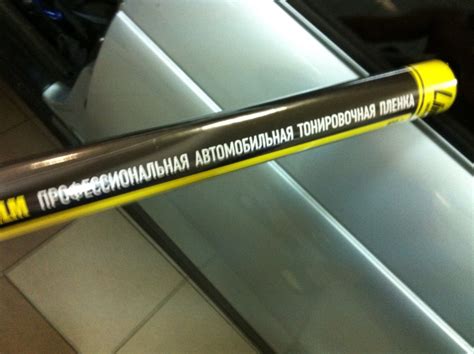 ПРОФЕССИОНАЛЬНАЯ АВТОМОБИЛЬНАЯ ТОНИРОВОЧНАЯ ПЛЕНКА